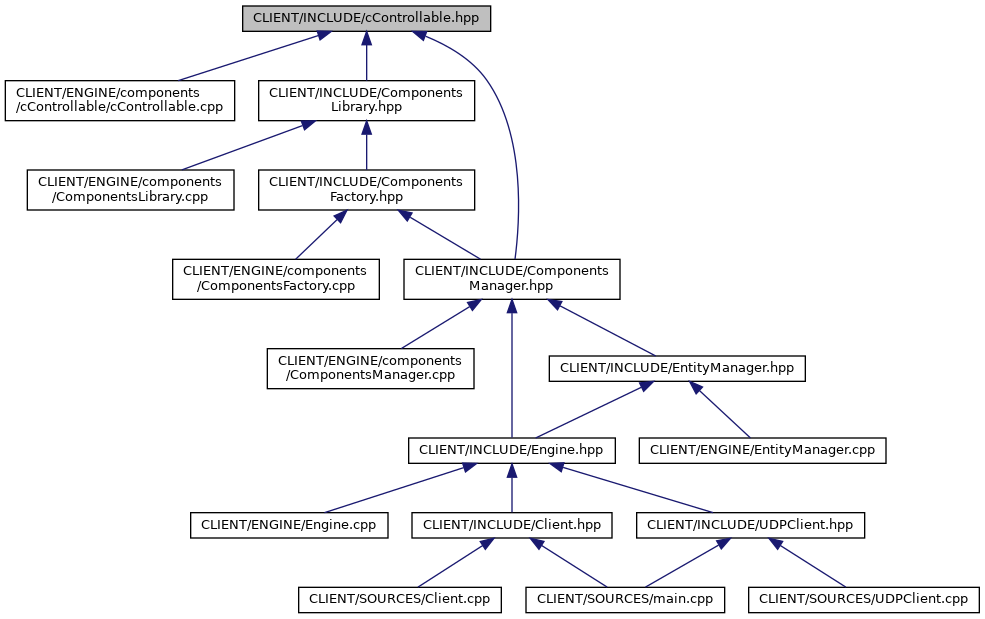 CLIENT/INCLUDE/cControllable.hpp
CLIENT/ENGINE/components
/cControllable/cControllable.cpp
CLIENT/INCLUDE/Components
Library.hpp
CLIENT/ENGINE/components
/ComponentsLibrary.cpp
CLIENT/INCLUDE/Components
Factory.hpp
CLIENT/ENGINE/components
/ComponentsFactory.cpp
CLIENT/INCLUDE/Components
Manager.hpp
CLIENT/ENGINE/components
/ComponentsManager.cpp
CLIENT/INCLUDE/EntityManager.hpp
CLIENT/INCLUDE/Engine.hpp
CLIENT/ENGINE/EntityManager.cpp
CLIENT/ENGINE/Engine.cpp
CLIENT/INCLUDE/Client.hpp
CLIENT/INCLUDE/UDPClient.hpp
CLIENT/SOURCES/Client.cpp
CLIENT/SOURCES/main.cpp
CLIENT/SOURCES/UDPClient.cpp